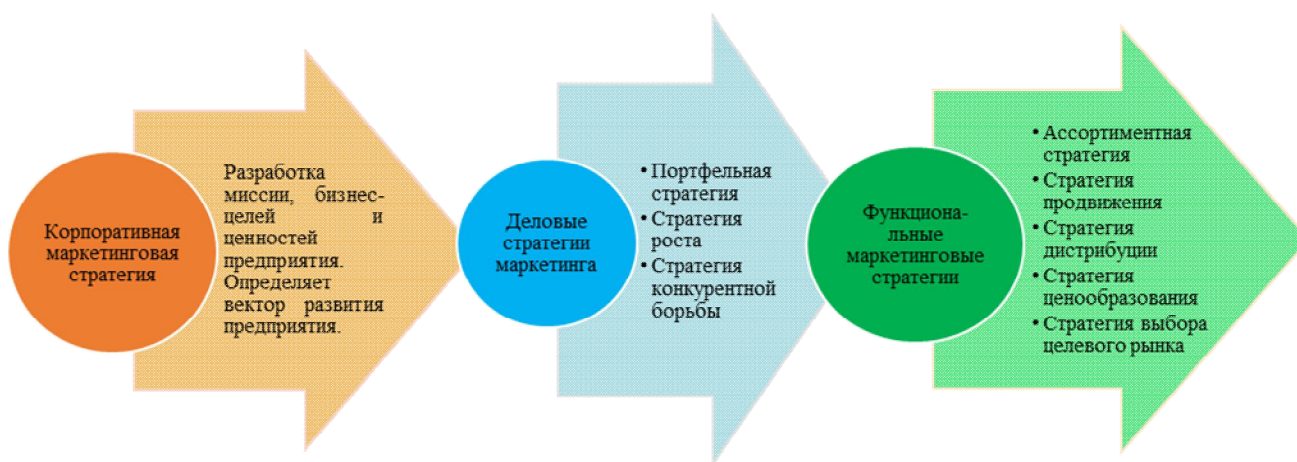 Корпоративная
маркетинговая
стратегия
Разработка
миссии, бизнес-
целей и
ценностей
предприятия.
Определяет
вектор развития
предприятия.
Деловые
стратегии
маркетинга
• Портфельная
стратегия
• Стратегия
роста
• Стратегия
конкурентной
борьбы
Функциона-
льные
маркетинговые
стратегии
• Ассортиментная
стратегия
• Стратегия
продвижения
• Стратегия
дистрибуции
• Стратегия
ценообразования
• Стратегия выбора
целевого рынка